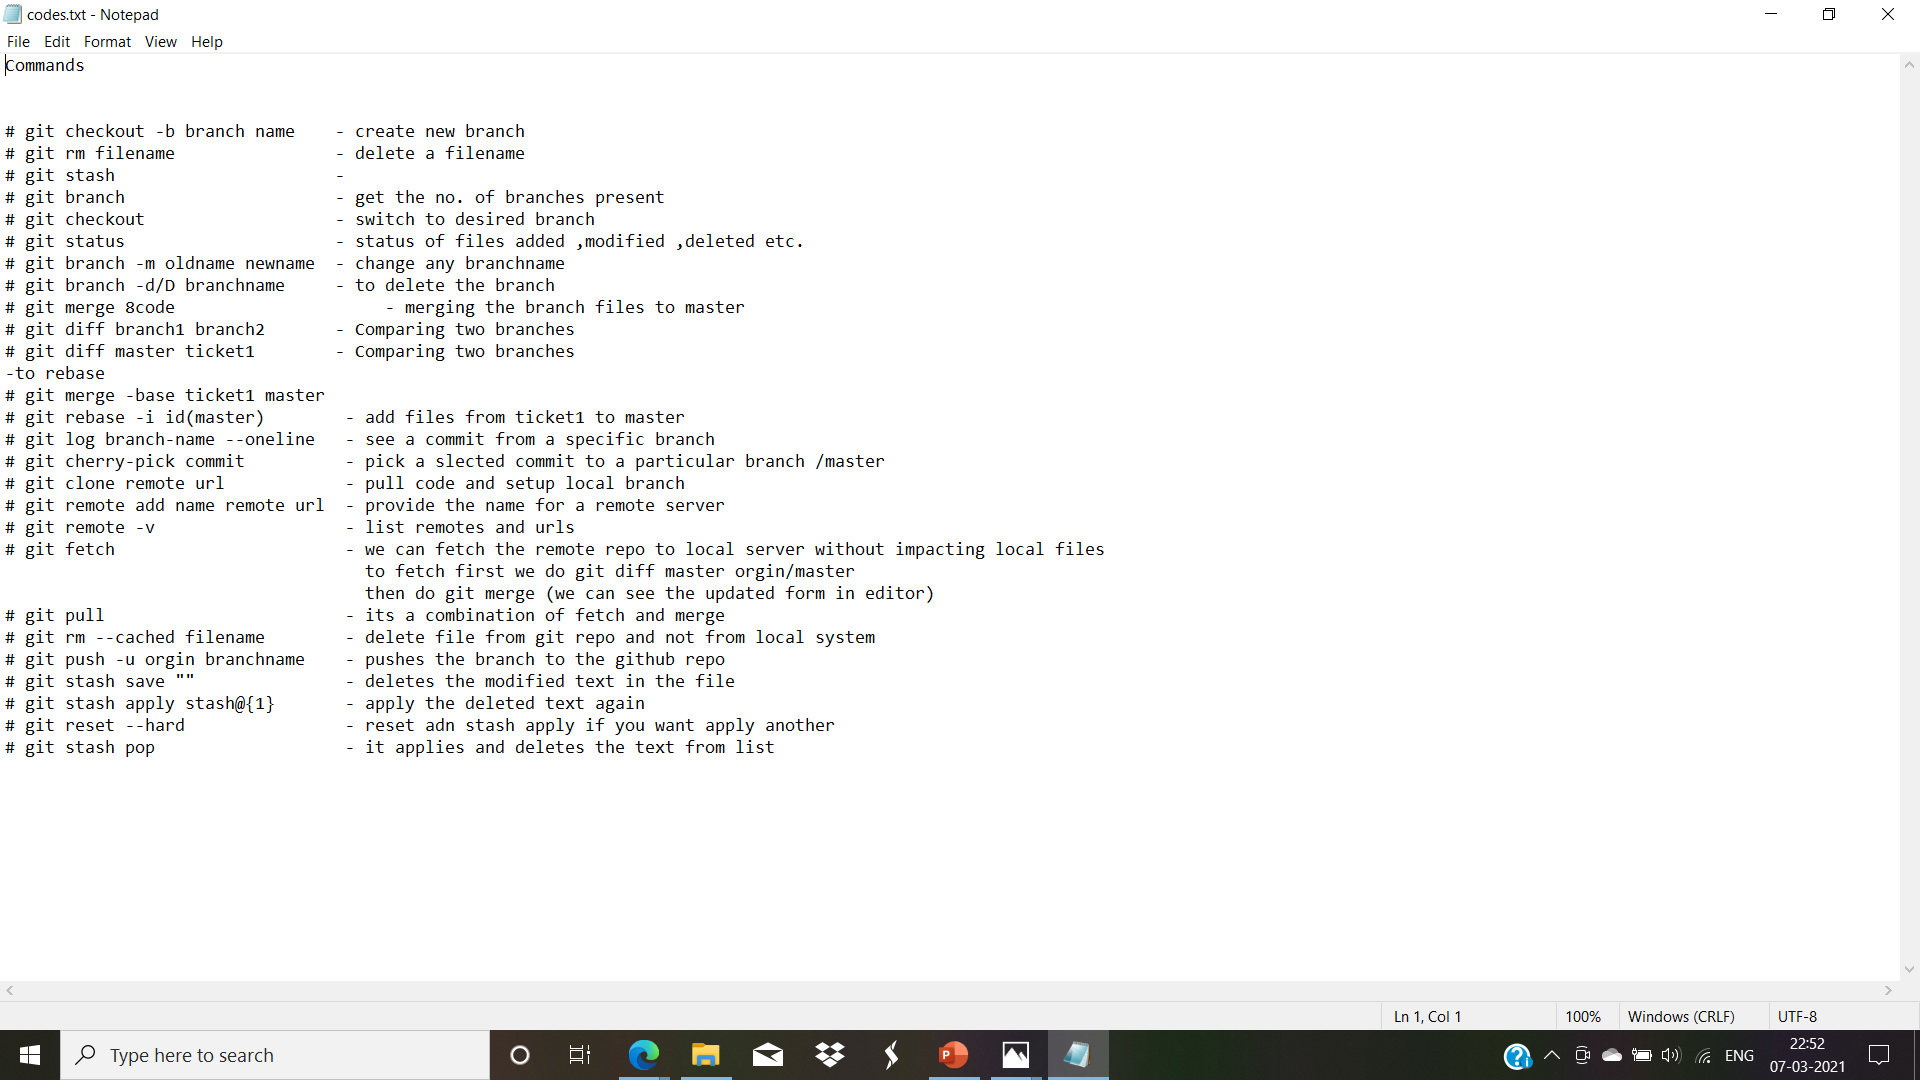 codes.txt - Notepad
File Edit Format View Help
Commands
# git checkout -b branch name - create new branch
# git rm filename - delete a filename
# git stash -
# git branch - get the no. of branches present
# git checkout - switch to desired branch
# git status - status of files added ,modified ,deleted etc.
# git branch -m oldname newname - change any branchname
# git branch -d/D branchname - to delete the branch
# git merge 8code - merging the branch files to master
# git diff branch1 branch2 - Comparing two branches
# git diff master ticket1 - Comparing two branches
-to rebase
# git merge -base ticket1 master
# git rebase -i id(master) - add files from ticket1 to master
# git log branch-name --oneline - see a commit from a specific branch
# git cherry-pick commit - pick a slected commit to a particular branch /master
# git clone remote url - pull code and setup local branch
# git remote add name remote url - provide the name for a remote server
# git remote -v - list remotes and urls
# git fetch - we can fetch the remote repo to local server without impacting local files
to fetch first we do git diff master orgin/master
then do git merge (we can see the updated form in editor)
# git pull - its a combination of fetch and merge
# git rm --cached filename - delete file from git repo and not from local system
# git push -u orgin branchname - pushes the branch to the github repo
# git stash save "" - deletes the modified text in the file
# git stash apply stash@{1} - apply the deleted text again
# git reset --hard - reset adn stash apply if you want apply another
# git stash pop - it applies and deletes the text from list
Ln 1, Col 1 100% Windows (CRLF) UTF-8
Type here to search
ENG
22:52
07-03-2021